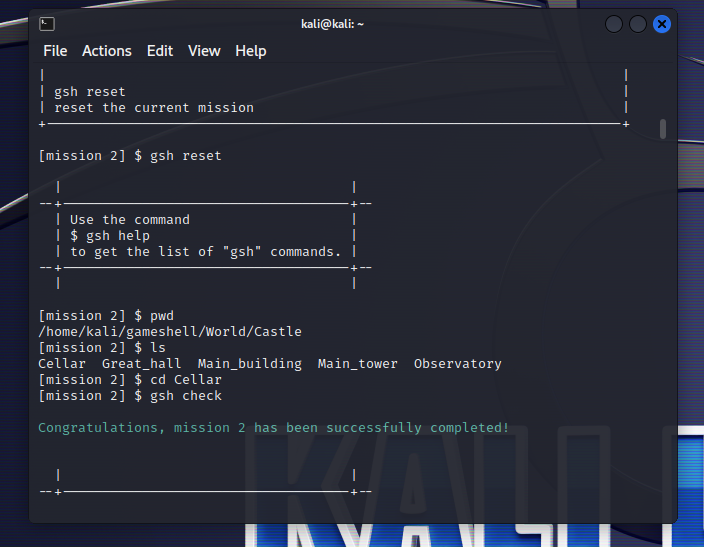 kali@kali: ~
File Actions Edit View Help
| |
| gsh reset |
| reset the current mission |
+------------------------------------------------------------------------+
[mission 2] $ gsh reset
| |
--+------------------------------------+--
| Use the command |
| $ gsh help |
| to get the list of "gsh" commands. |
--+------------------------------------+--
| |
[mission 2] $ pwd
/home/kali/gameshell/World/Castle
[mission 2] $ ls
Cellar Great_hall Main_building Main_tower Observatory
[mission 2] $ cd Cellar
[mission 2] $ gsh check
Congratulations, mission 2 has been successfully completed!
| |
--+------------------------------------+--
KALI